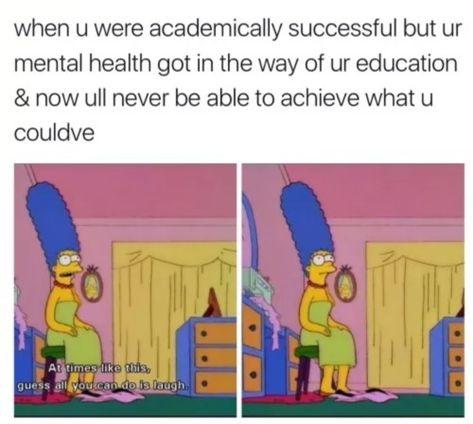 when u were academically successful but ur
mental health got in the way of ur education
& now ull never be able to achieve what u
couldve
At times like this,
guess all you can do is laugh.